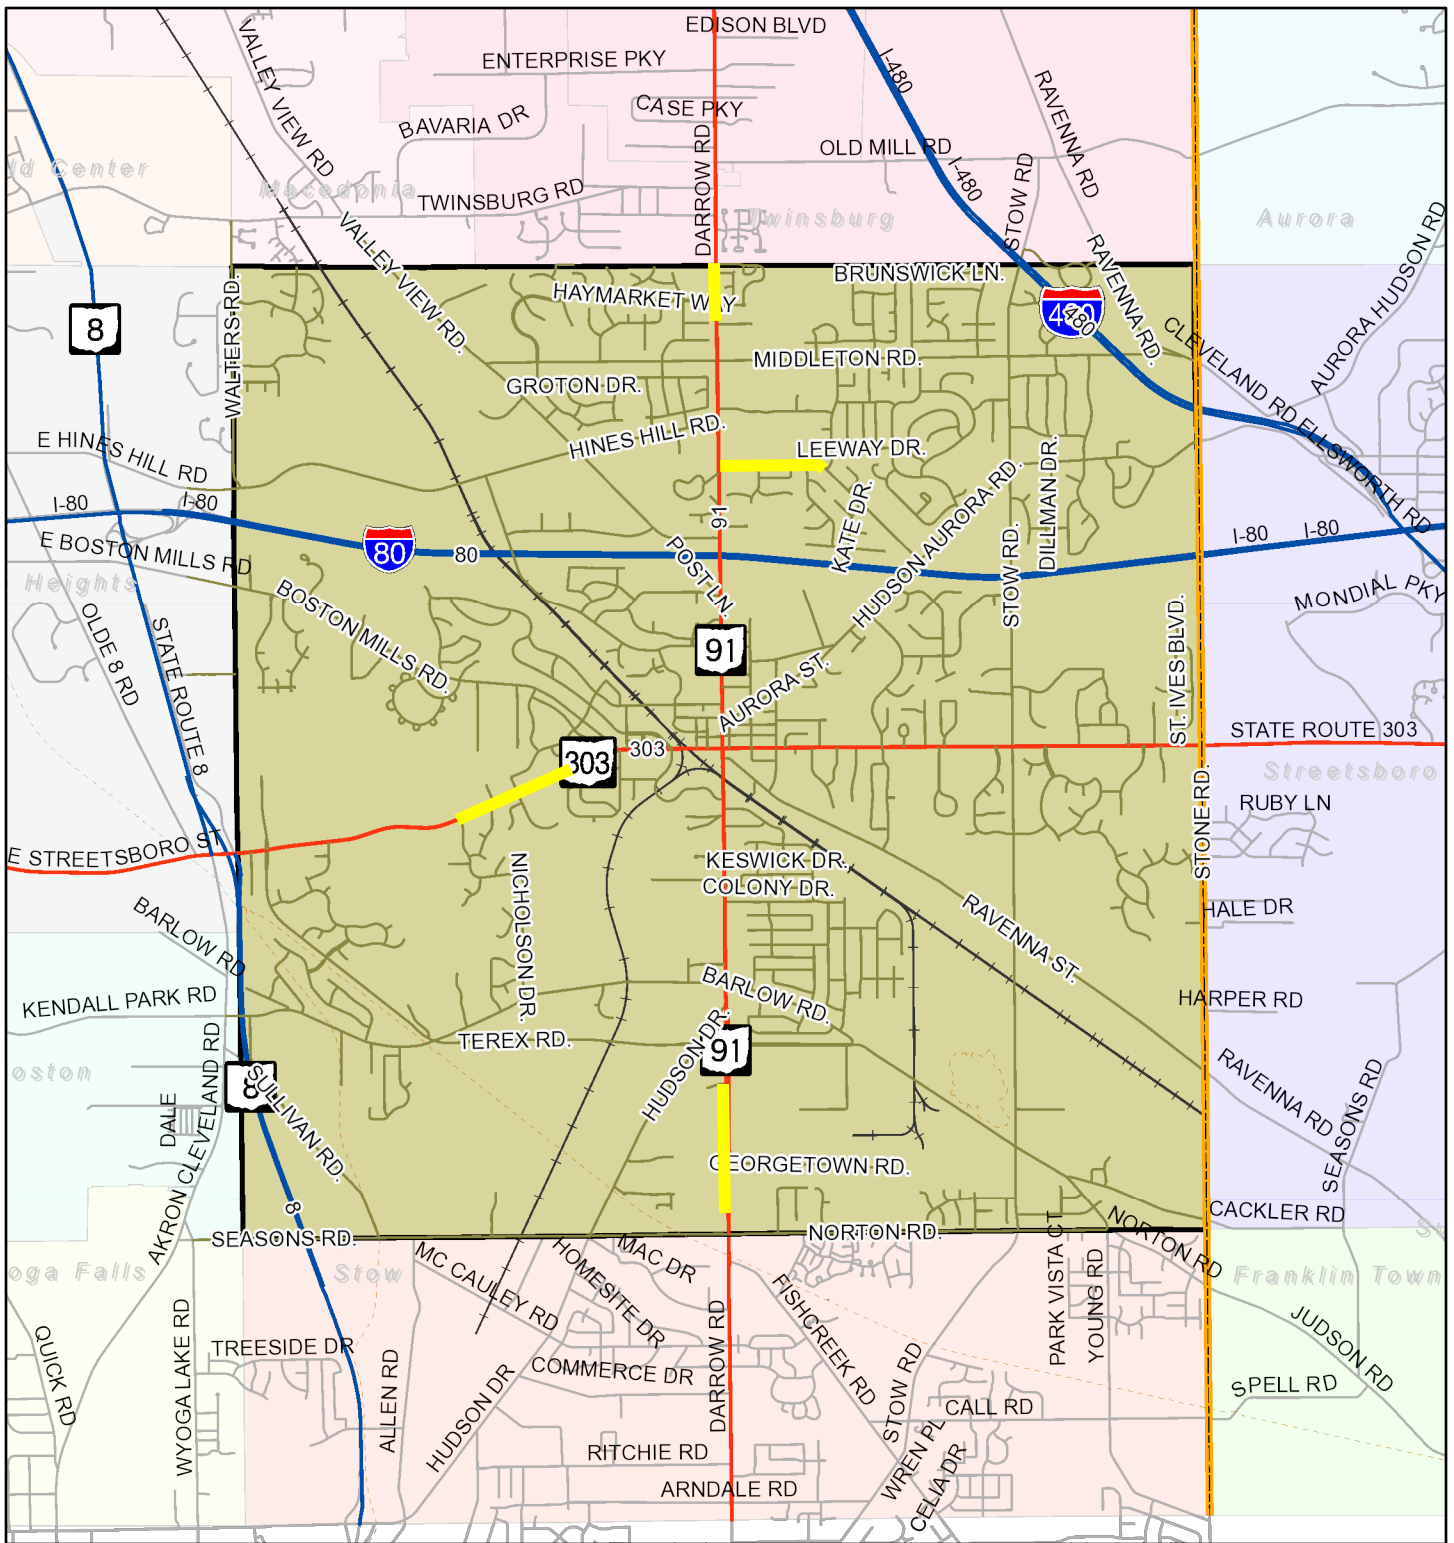 EDISON BLVD
ENTERPRISE PKY
CASE PKY
BAVARIA DR
VALLEY VIEW RD
I-480
RAVENNA RD
OLD MILL RD
DARROW RD
I-480
STOW RD
Center
Macedonia
TWINSBURG RD
Twinsburg
Aurora
AURORA HUDSON RD
VALLEY VIEW RD.
RAVENNA RD.
BRUNSWICK LN.
HAYMARKET WAY
WALTERS RD.
8
480
480
CLEVELAND RD
MIDDLETON RD.
GROTON DR.
HINES HILL RD.
E HINES HILL RD
LEEWAY DR.
ELLSWORTH RD
KATE DR.
HUDSON AURORA RD.
DILLMAN DR.
STOW RD.
I-80
I-80
91
80
80
I-80
I-80
E BOSTON MILLS RD
Heights
POST LN.
BOSTON MILLS RD.
MONDIAL PKY
OLDE 8 RD
STATE ROUTE 8
91
AURORA ST.
ST. IVES BLVD.
STATE ROUTE 303
303
303
Streetsboro
RUBY LN
STONE RD.
E STREETSBORO ST
KESWICK DR.
COLONY DR.
NICHOLSON DR.
BARLOW RD
RAVENNA ST.
HALE DR
KENDALL PARK RD
BARLOW RD.
HARPER RD
TEREX RD.
HUDSON DR.
91
oston
8
SULLIVAN RD.
DALE
AKRON CLEVELAND RD
RAVENNA RD
SEASONS RD
GEORGETOWN RD.
8
CACKLER RD
SEASONS RD.
NORTON RD.
NORTON RD
PARK VISTA CT
YOUNG RD
oga Falls
Stow
MC CAULEY RD
HOMESITE DR
MAC DR
FISHCREEK RD
Franklin Town
JUDSON RD
QUICK RD
WYOGA LAKE RD
TREESIDE DR
ALLEN RD
HUDSON DR
COMMERCE DR
DARROW RD
STOW RD
SPELL RD
CALL RD
RITCHIE RD
WREN PL
CELIA DR
ARNDALE RD